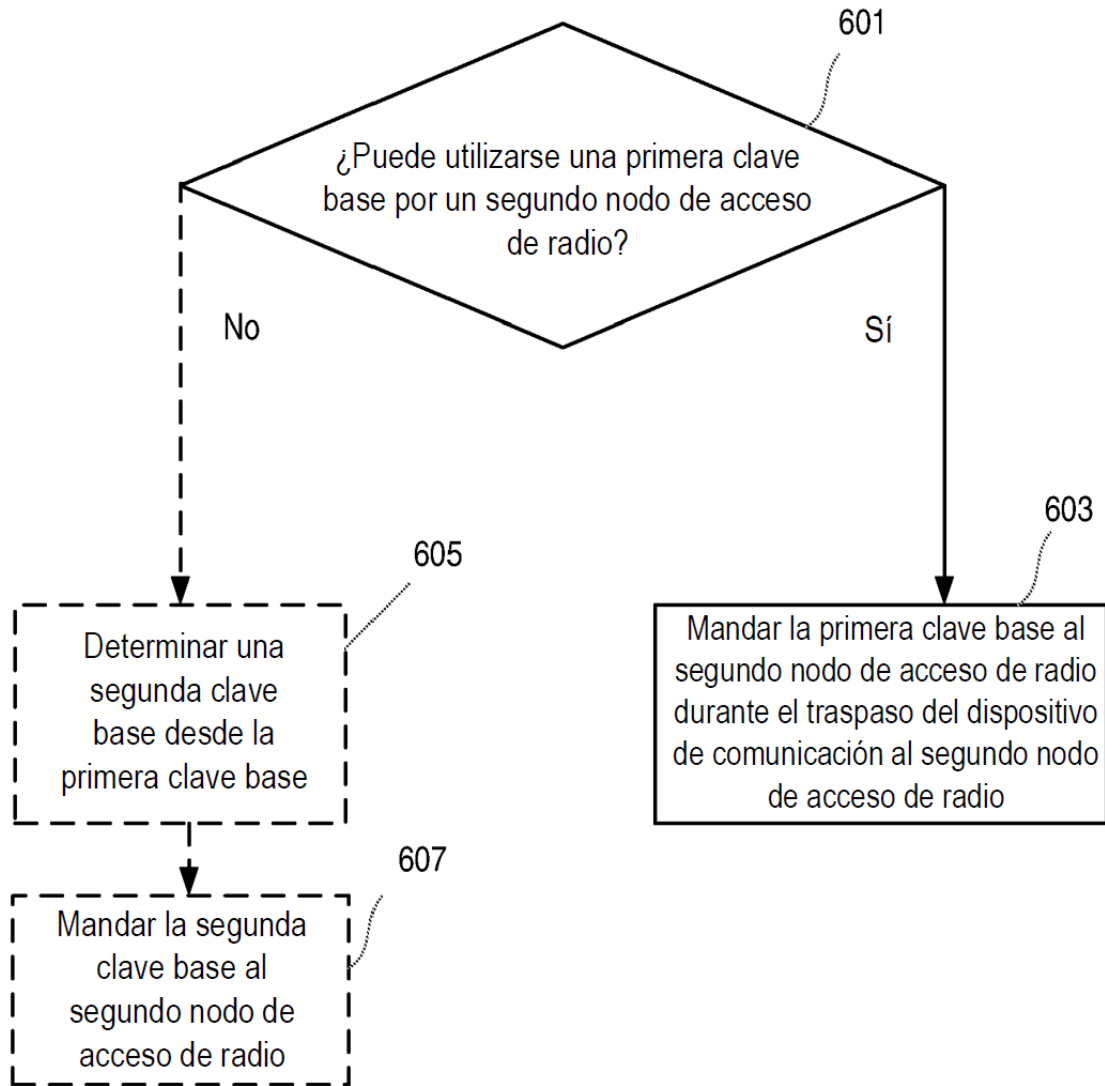 601
¿Puede utilizarse una primera clave
base por un segundo nodo de acceso
de radio?
No
Sí
603
Mandar la primera clave base al
segundo nodo de acceso de radio
durante el traspaso del dispositivo
de comunicación al segundo nodo
de acceso de radio
605
Determinar una
segunda clave
base desde la
primera clave base
607
Mandar la segunda
clave base al
segundo nodo de
acceso de radio